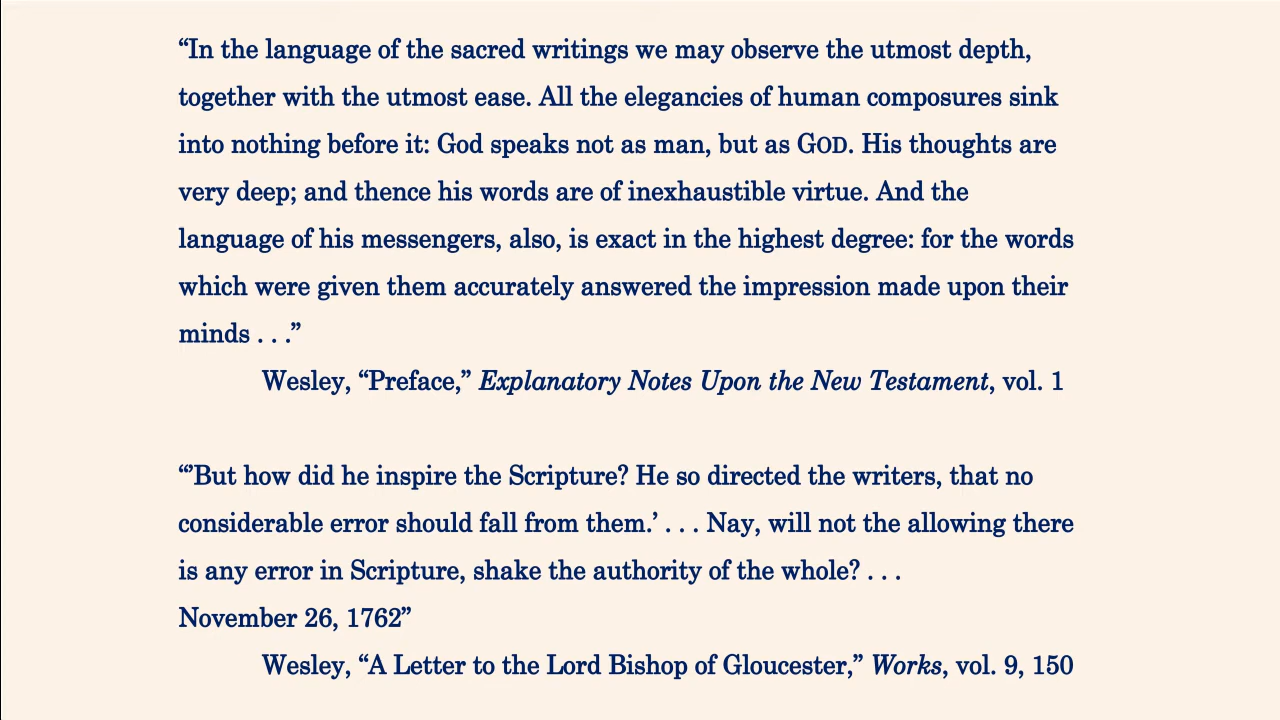 “In the language of the sacred writings we may observe the utmost depth,
together with the utmost ease. All the elegancies of human composures sink
into nothing before it: God speaks not as man, but as GOD. His thoughts are
very deep; and thence his words are of inexhaustible virtue. And the
language of his messengers, also, is exact in the highest degree: for the words
which were given them accurately answered the impression made upon their
minds . . .”
Wesley, “Preface,” Explanatory Notes Upon the New Testament, vol. 1
“’But how did he inspire the Scripture? He so directed the writers, that no
considerable error should fall from them.’ . . . Nay, will not the allowing there
is any error in Scripture, shake the authority of the whole? . . .
November 26, 1762”
Wesley, “A Letter to the Lord Bishop of Gloucester,” Works, vol. 9, 150